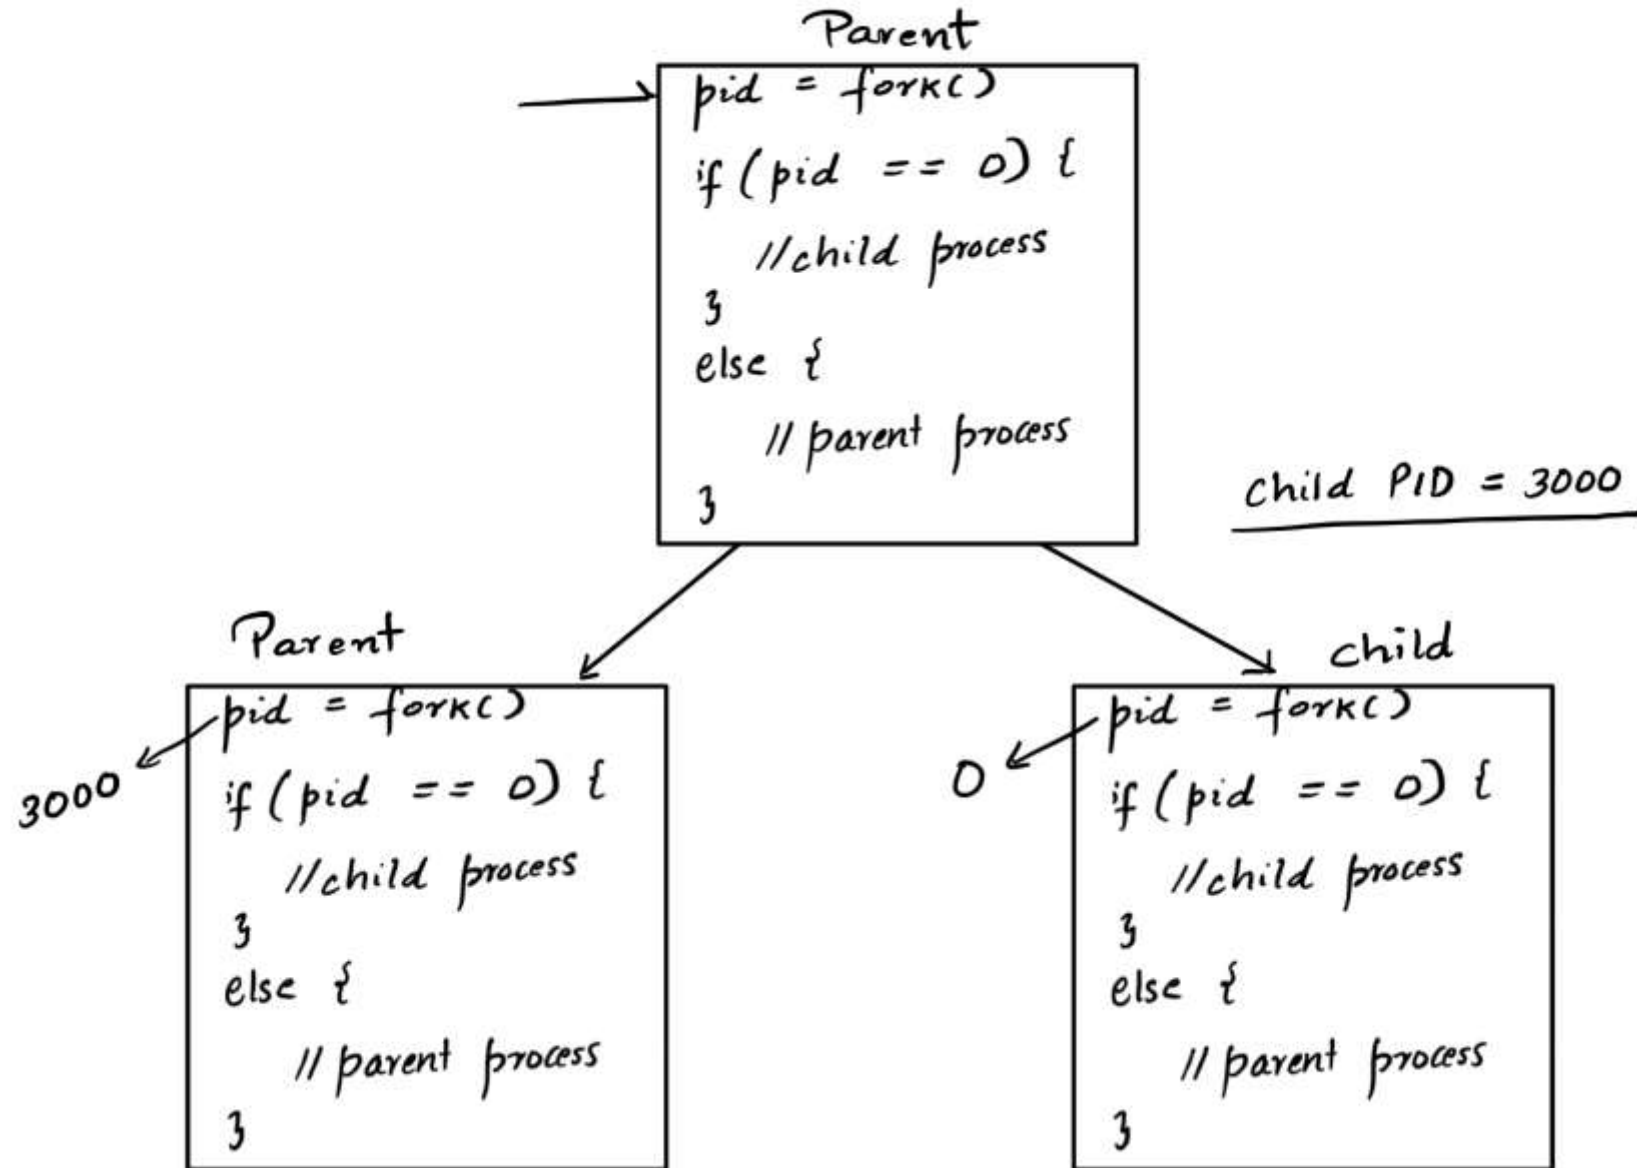 Parent
pid = fork()
if (pid == 0) {
//child process
}
else {
// parent process
}
child PID = 3000
Parent
pid = fork()
3000
if (pid == 0) {
//child process
}
else {
// parent process
}
child
pid = fork()
0
if (pid == 0) {
//child process
}
else {
// parent process
}